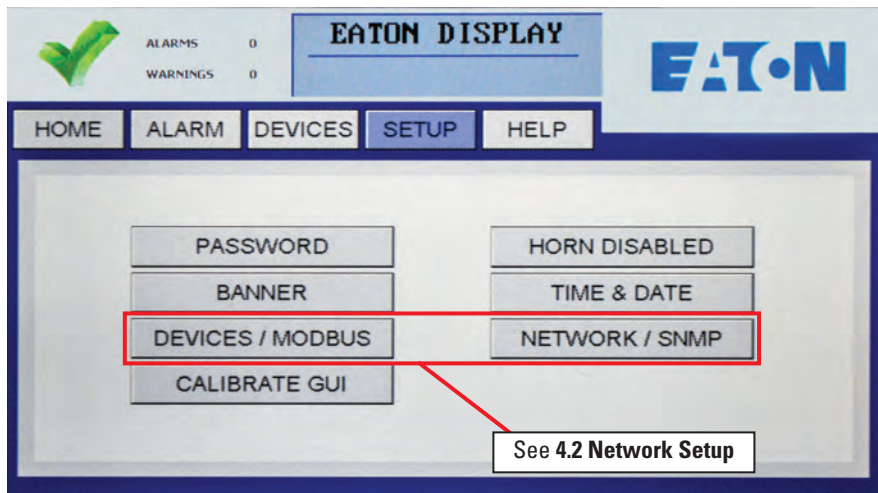 ALARMS 0
WARNINGS 0
EATON DISPLAY
EATON
HOME ALARM DEVICES SETUP HELP
PASSWORD HORN DISABLED
BANNER TIME & DATE
DEVICES / MODBUS NETWORK / SNMP
CALIBRATE GUI
See 4.2 Network Setup